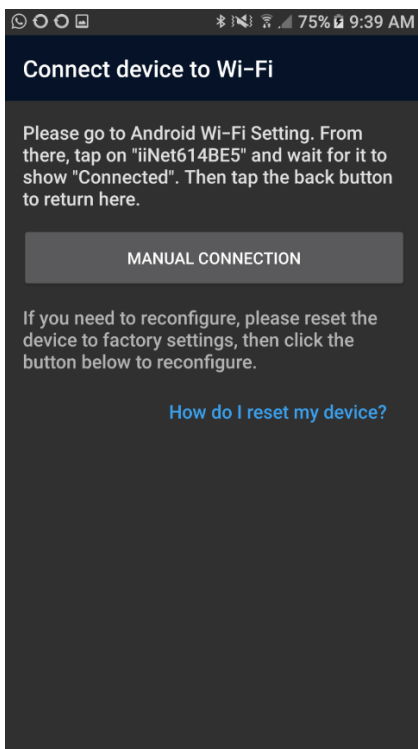 75% 9:39 AM
Connect device to Wi-Fi
Please go to Android Wi-Fi Setting. From
there, tap on "iiNet614BE5" and wait for it to
show "Connected". Then tap the back button
to return here.
MANUAL CONNECTION
If you need to reconfigure, please reset the
device to factory settings, then click the
button below to reconfigure.
How do I reset my device?